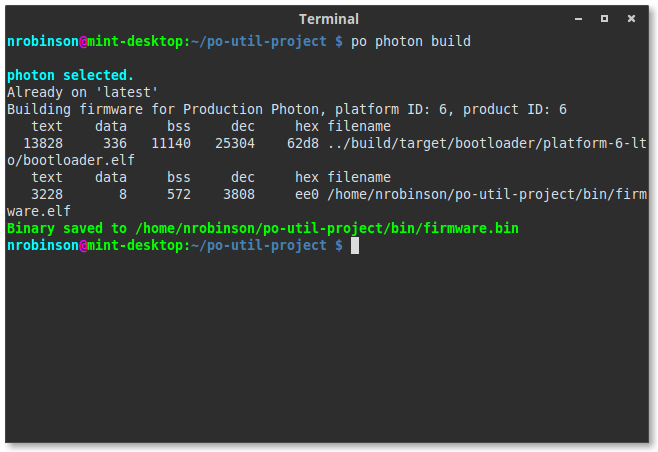 Terminal
nrobinson@mint-desktop:~/po-util-project $ po photon build
photon selected.
Already on 'latest'
Building firmware for Production Photon, platform ID: 6, product ID: 6
   text    data     bss     dec     hex filename
  13828     336   11140   25304    62d8 ../build/target/bootloader/platform-6-lt
o/bootloader.elf
   text    data     bss     dec     hex filename
   3228       8     572    3808     ee0 /home/nrobinson/po-util-project/bin/firm
ware.elf
Binary saved to /home/nrobinson/po-util-project/bin/firmware.bin
nrobinson@mint-desktop:~/po-util-project $